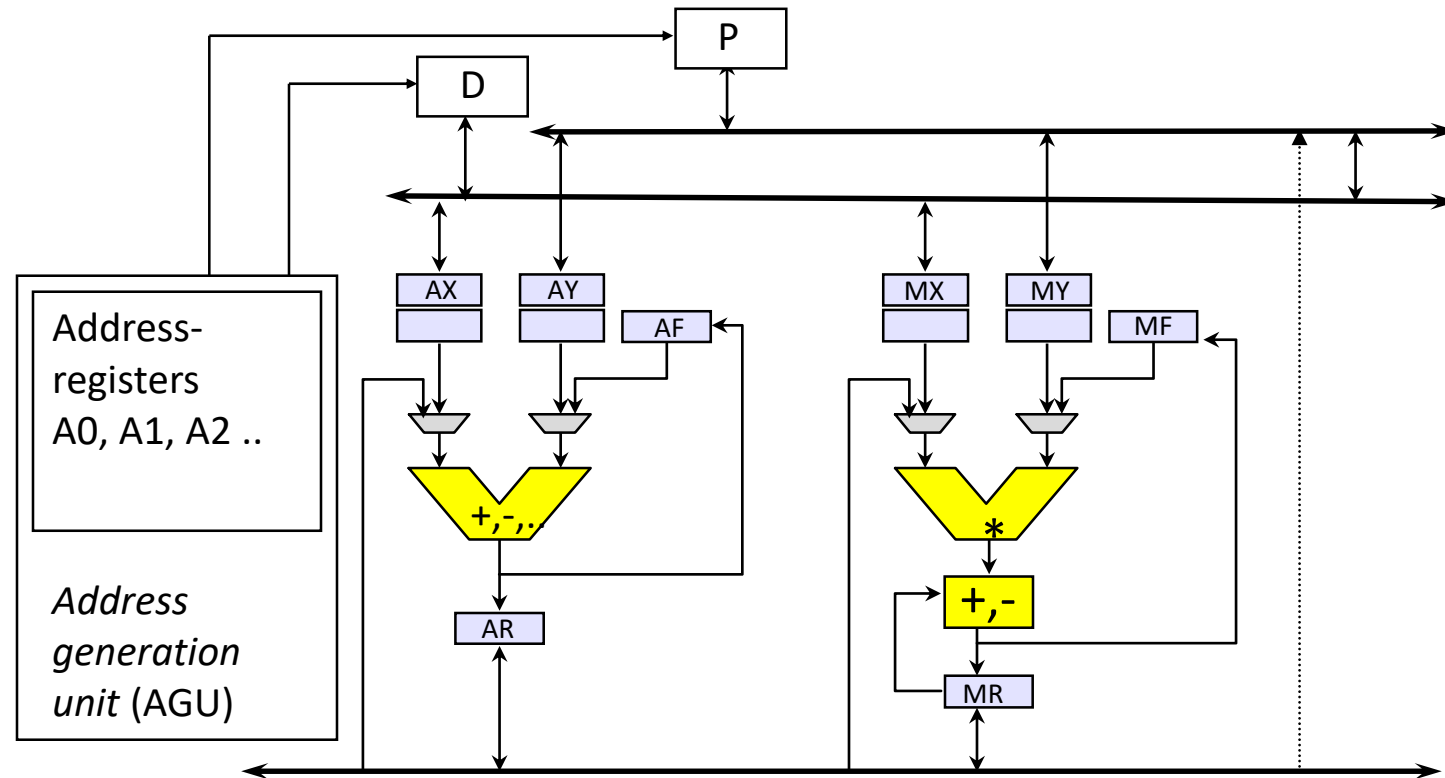 P
D
AX
AY
AF
MX
MY
MF
Address-
registers
A0, A1, A2 ..
+,-,..
*
+,-
Address
generation
unit (AGU)
AR
MR